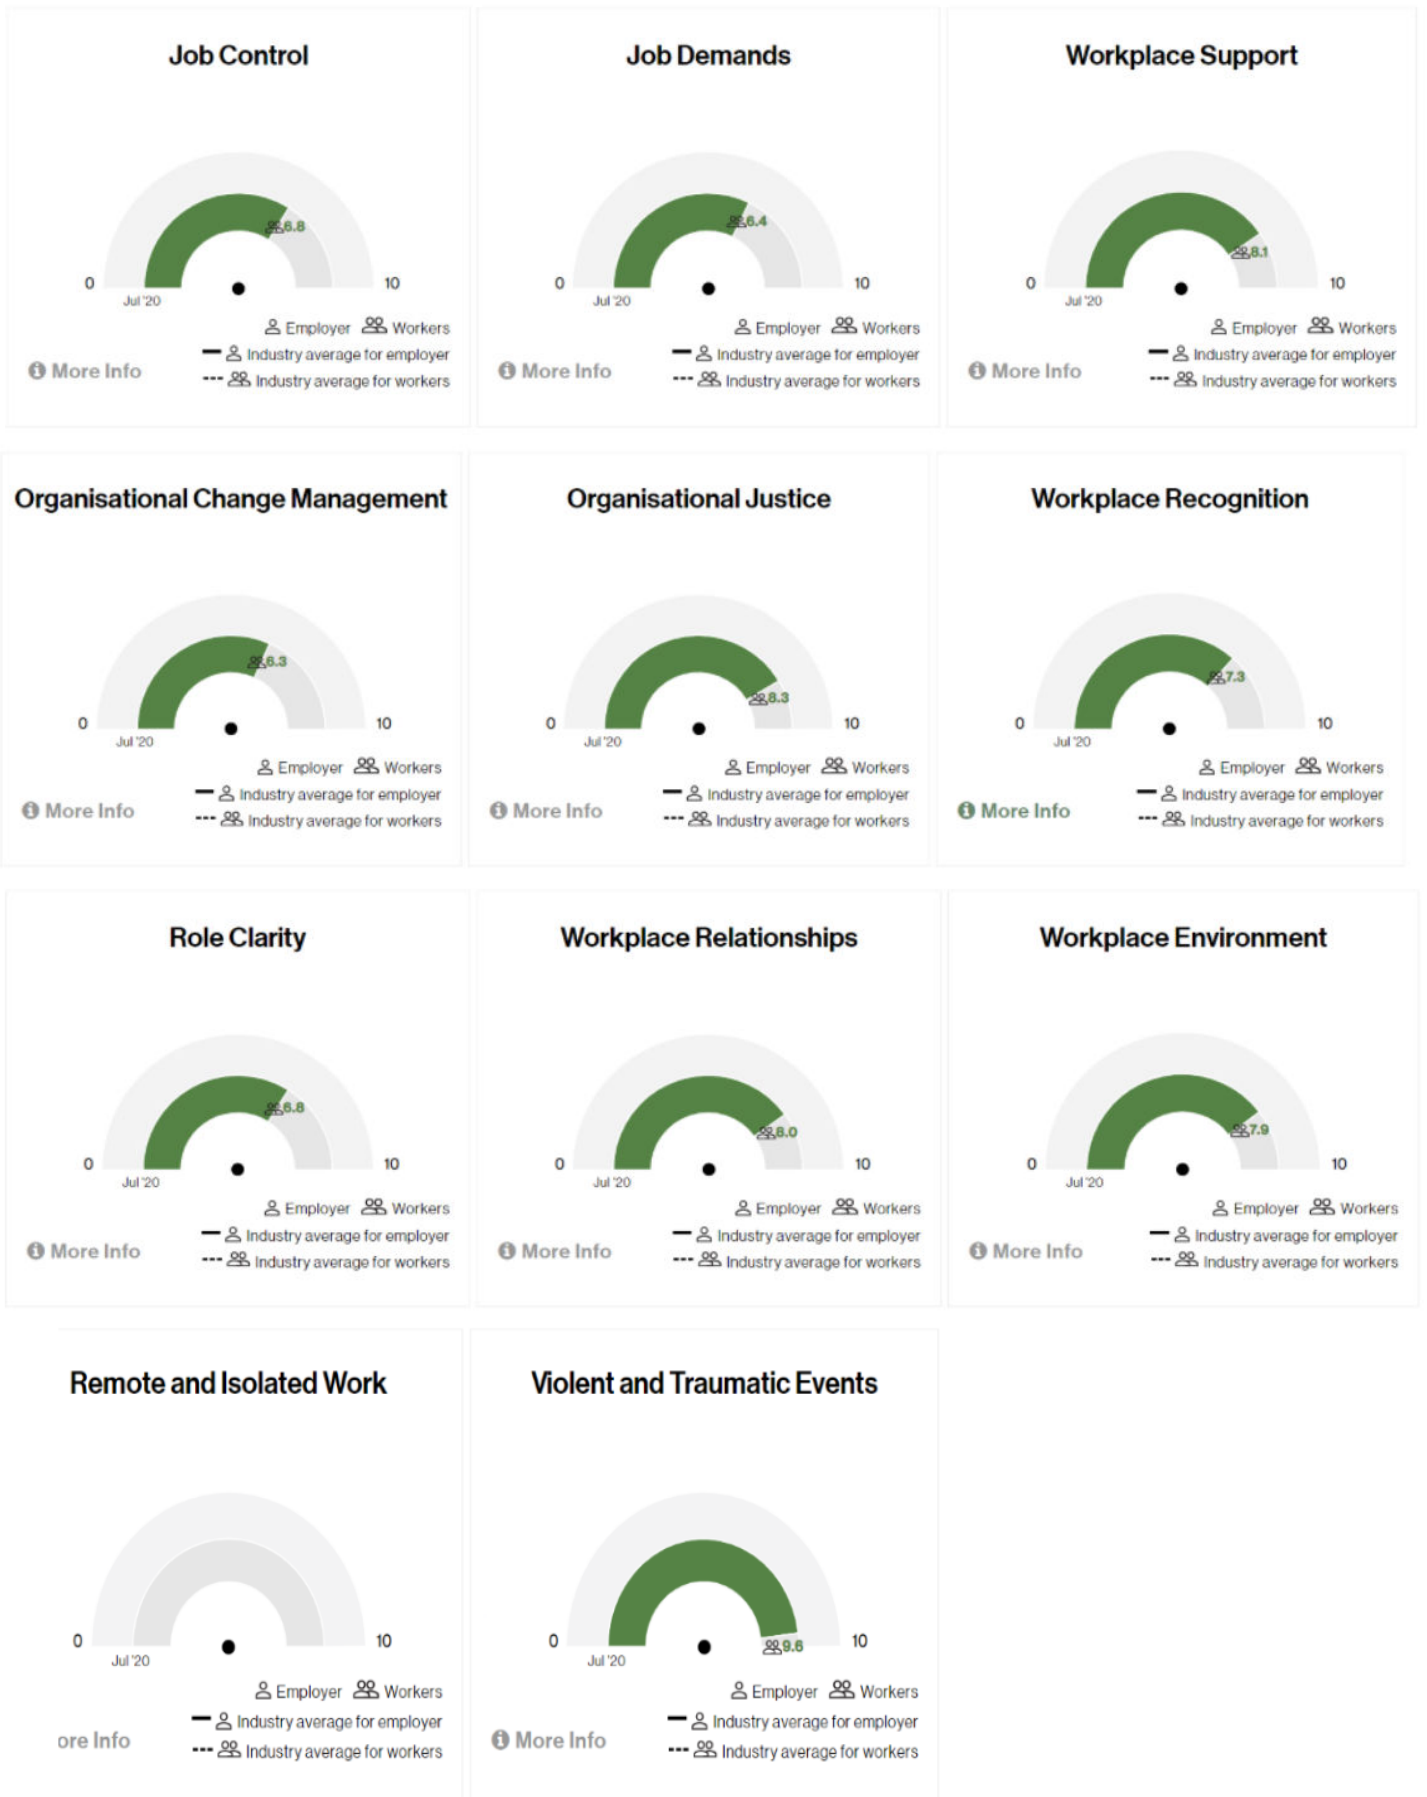 Job Control
6.8
0
10
Jul '20
Employer Workers
Industry average for employer
More Info
Industry average for workers
Job Demands
6.4
0
10
Jul '20
Employer Workers
Industry average for employer
More Info
Industry average for workers
Workplace Support
8.1
0
10
Jul '20
Employer Workers
Industry average for employer
More Info
Industry average for workers
Organisational Change Management
6.3
0
10
Jul '20
Employer Workers
Industry average for employer
More Info
Industry average for workers
Organisational Justice
8.3
0
10
Jul '20
Employer Workers
Industry average for employer
More Info
Industry average for workers
Workplace Recognition
7.3
0
10
Jul '20
Employer Workers
Industry average for employer
More Info
Industry average for workers
Role Clarity
6.8
0
10
Jul '20
Employer Workers
Industry average for employer
More Info
Industry average for workers
Workplace Relationships
8.0
0
10
Jul '20
Employer Workers
Industry average for employer
More Info
Industry average for workers
Workplace Environment
7.9
0
10
Jul '20
Employer Workers
Industry average for employer
More Info
Industry average for workers
Remote and Isolated Work
0
10
Jul '20
Employer Workers
Industry average for employer
ore Info
Industry average for workers
Violent and Traumatic Events
9.6
0
10
Jul '20
Employer Workers
Industry average for employer
More Info
Industry average for workers